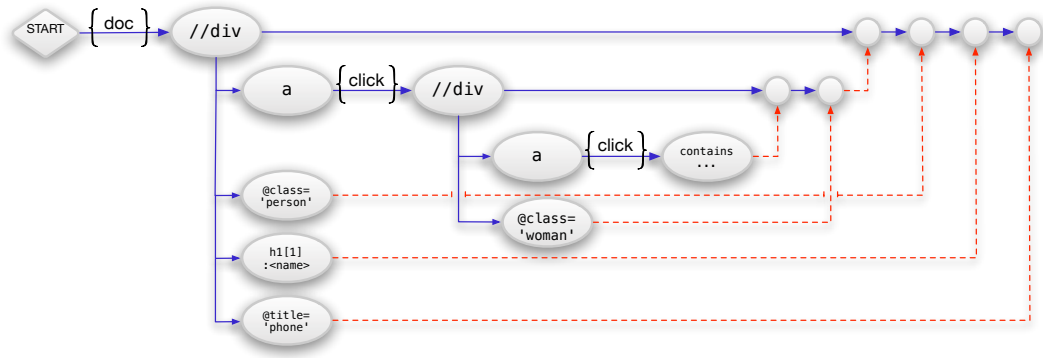 START
doc
//div
a
click
//div
a
click
contains
...
@class=
'person'
@class=
'woman'
h1[1]
:<name>
@title=
'phone'